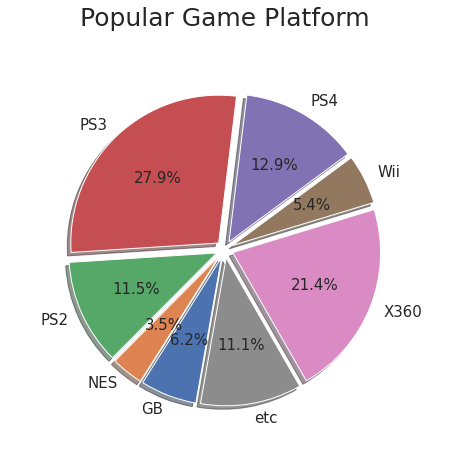 Popular Game Platform
PS4
PS3
12.9%
27.9%
Wii
5.4%
11.5%
21.4%
X360
PS2
3.5%
6.2%
11.1%
NES
GB
etc